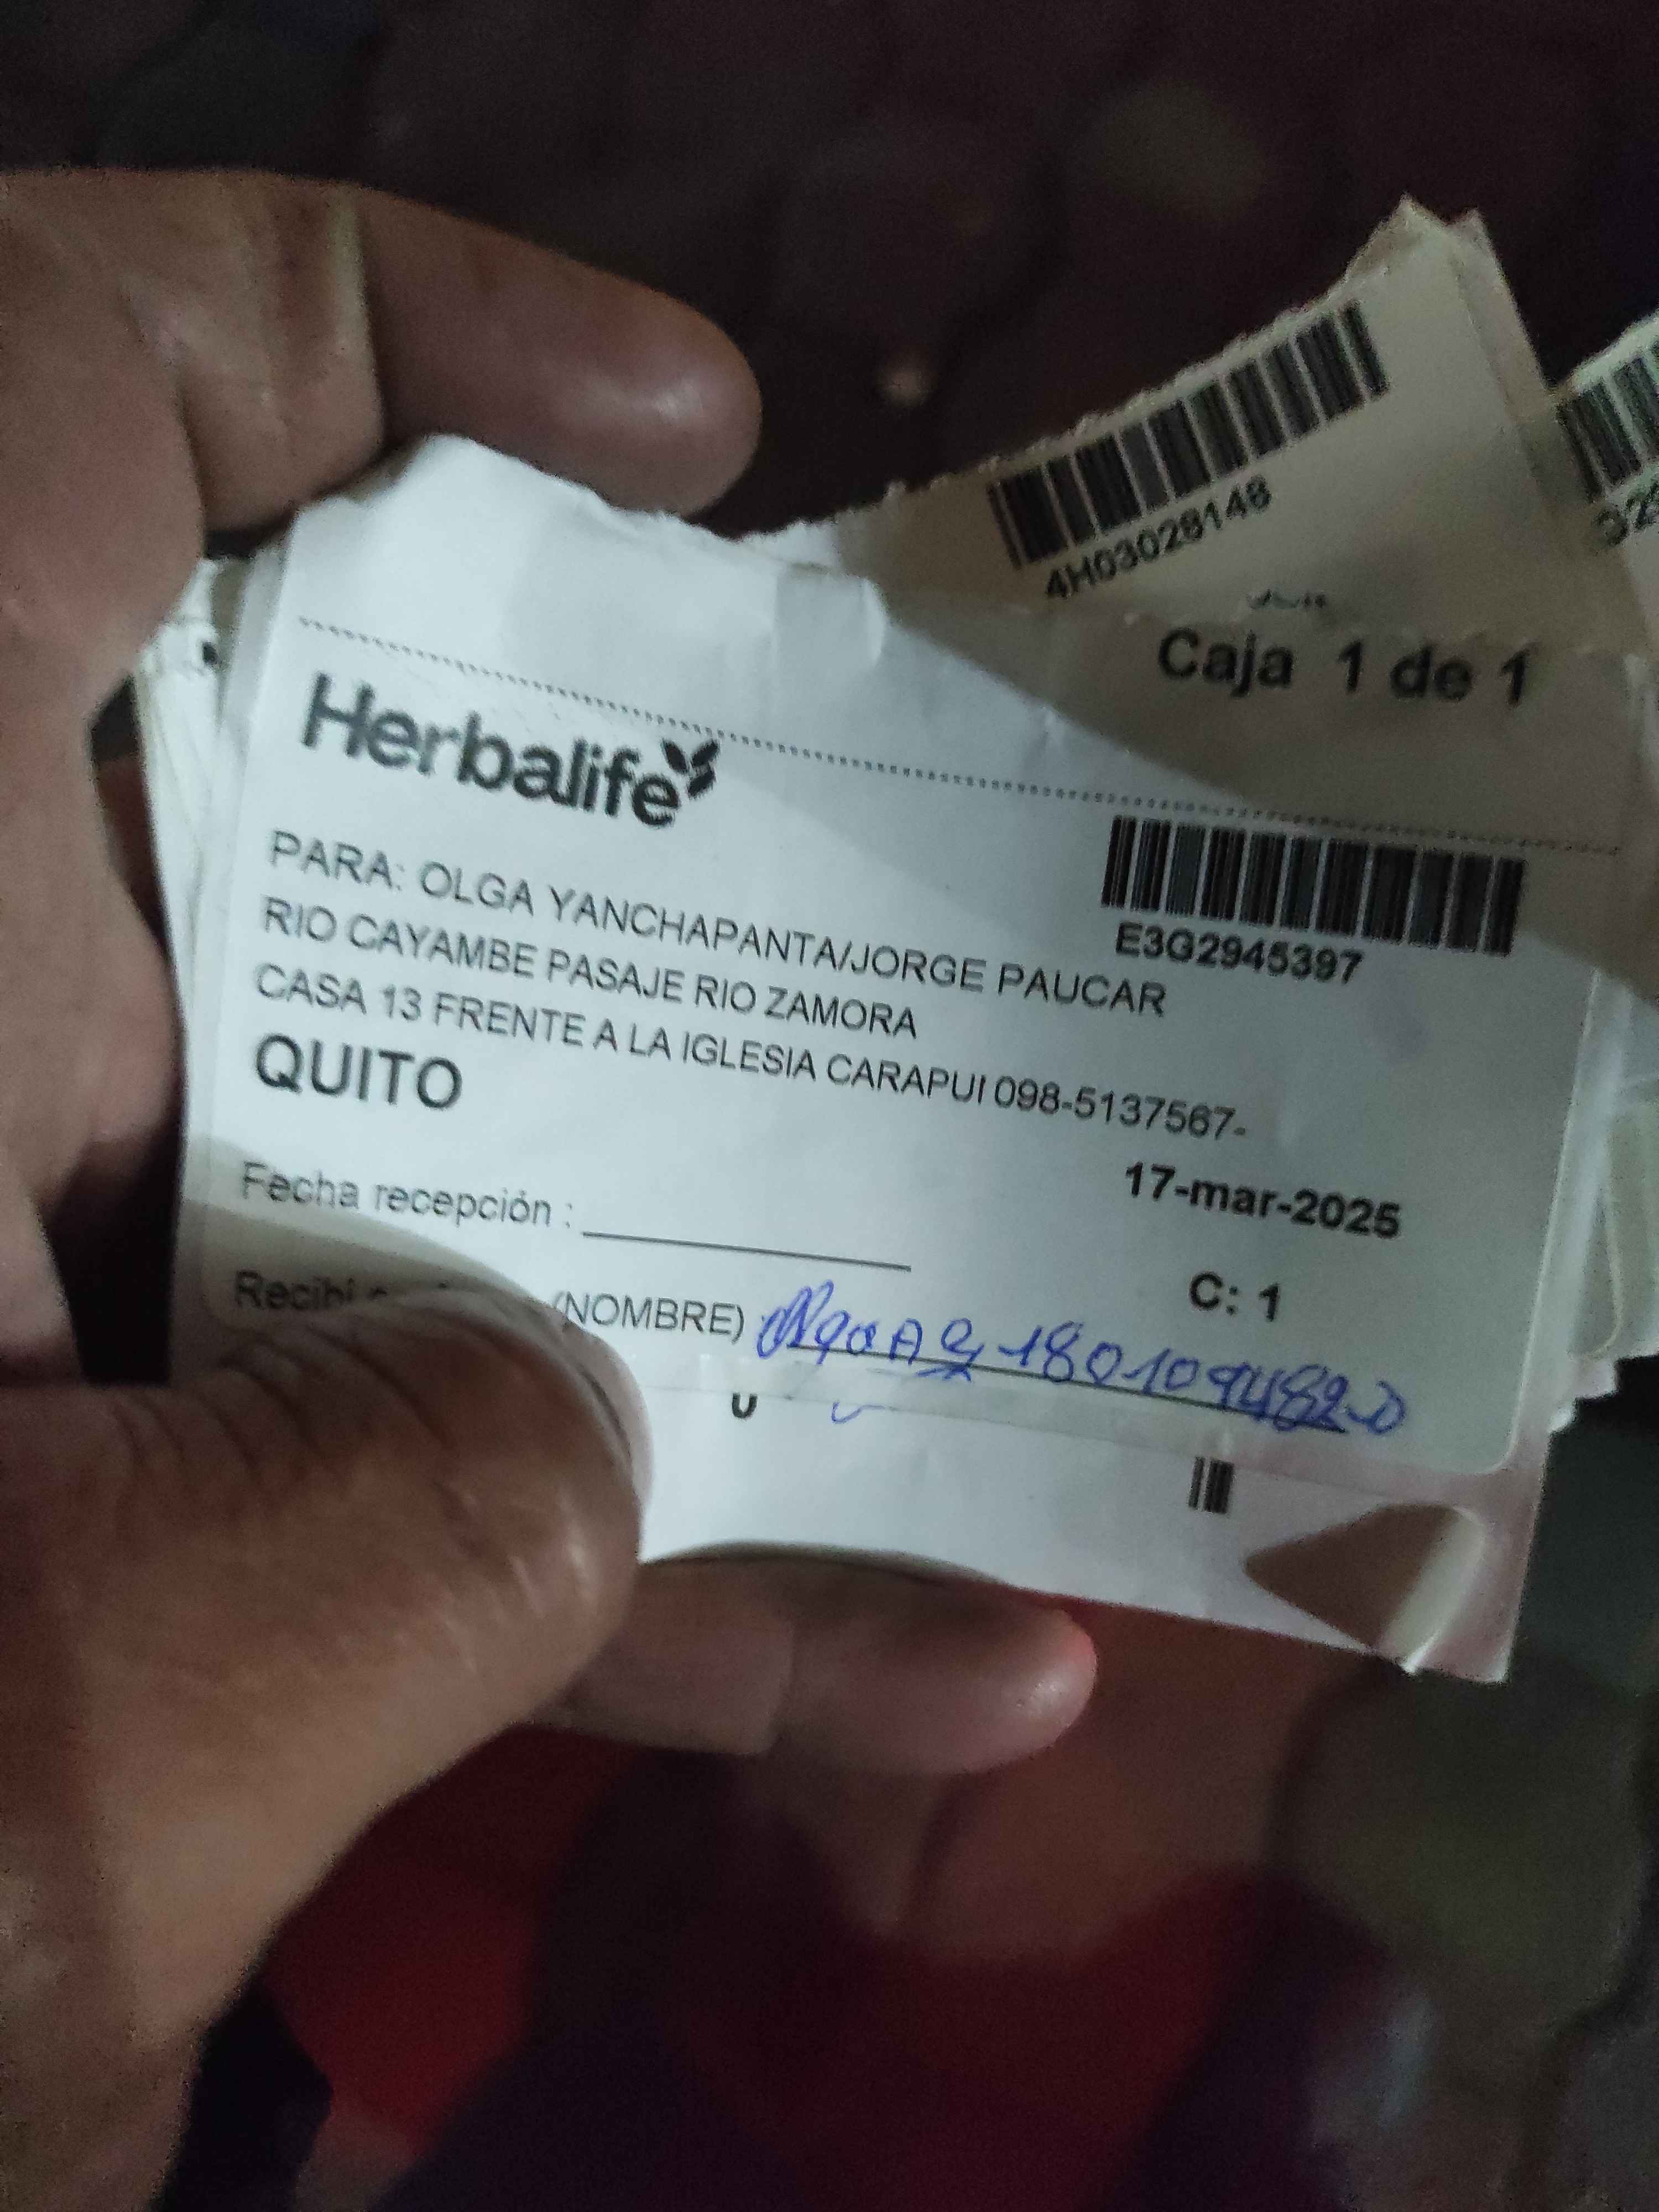 4H03028148
Caja 1 de 1
Herbalife
E3G2945397
PARA: OLGA YANCHAPANTA/JORGE PAUCAR
RIO CAYAMBE PASAJE RIO ZAMORA
CASA 13 FRENTE A LA IGLESIA CARAPUI 098-5137567-
QUITO
17-mar-2025
Fecha recepción :
C: 1
Recibi (NOMBRE)